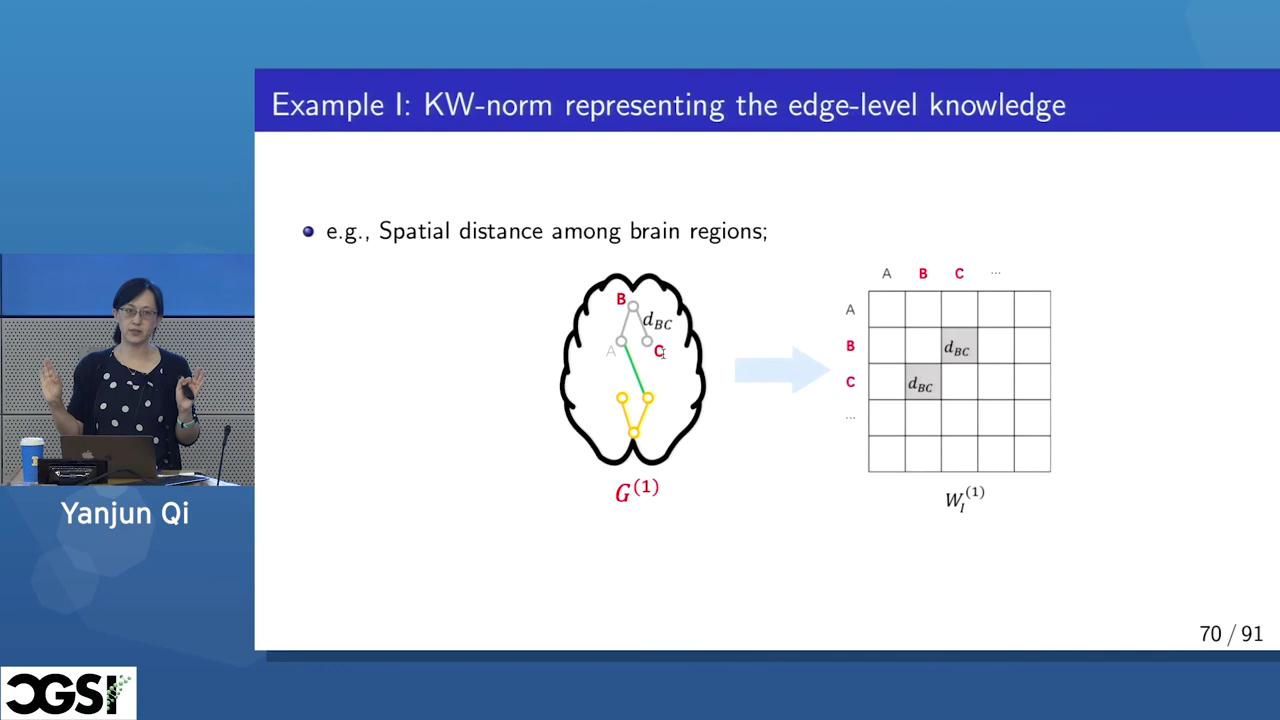 Example I: KW-norm representing the edge-level knowledge
e.g., Spatial distance among brain regions;
B
d_BC
A
C
G^(1)
A B C ...
A
B d_BC
C d_BC
...
W_I^(1)
Yanjun Qi
70 / 91
CGSI